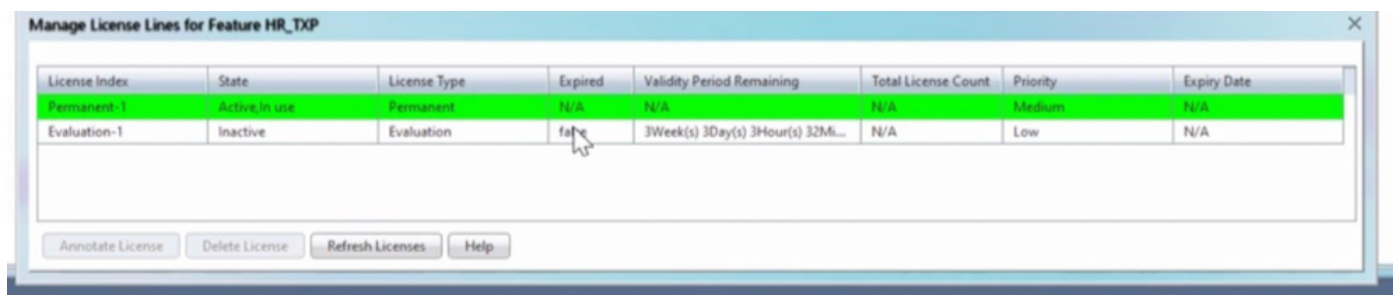 Manage License Lines for Feature HR_TXP
License Index State License Type Expired Validity Period Remaining Total License Count Priority Expiry Date
Permanent-1 Active,In use Permanent N/A N/A N/A Medium N/A
Evaluation-1 Inactive Evaluation 3Week(s) 3Day(s) 3Hour(s) 32Mi... N/A Low N/A
Annotate License Delete License Refresh Licenses Help